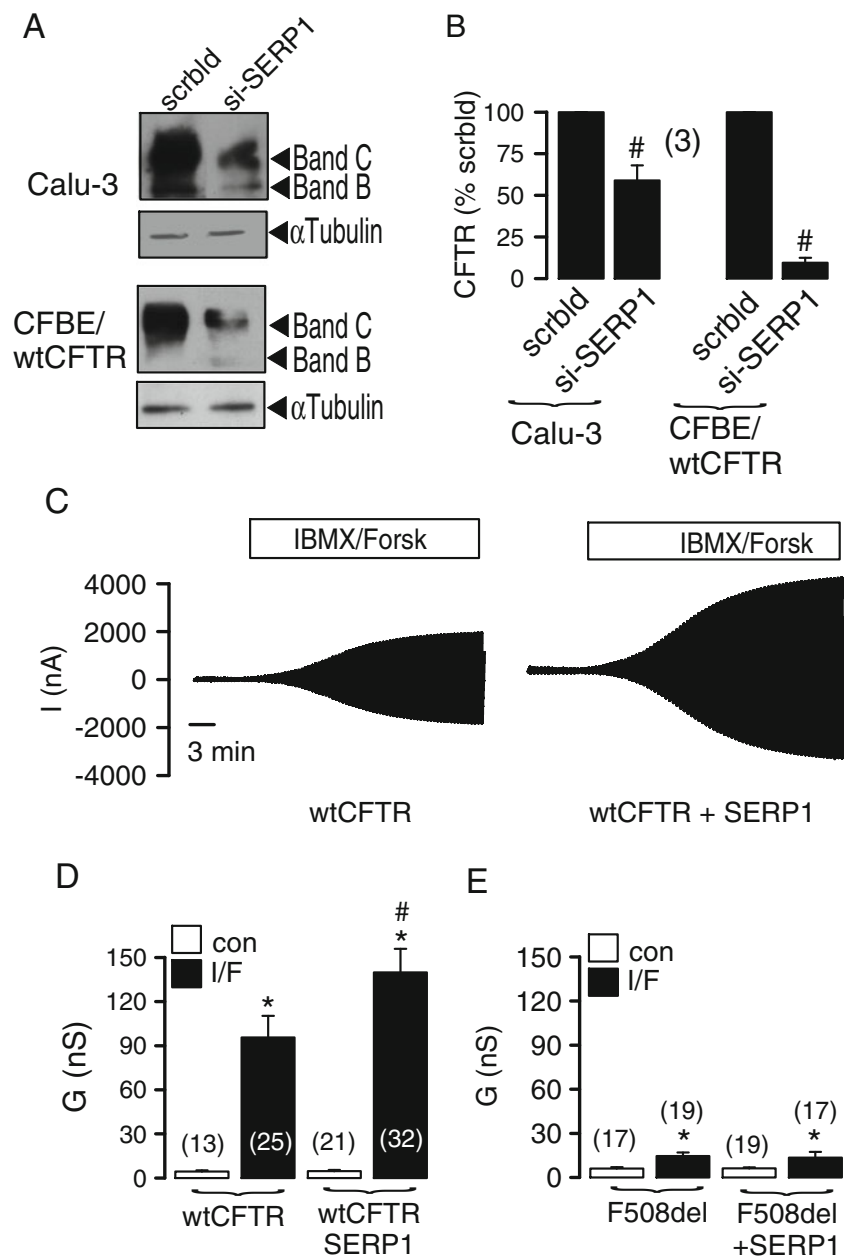 A
scrbld
si-SERP1
Calu-3
Band C
Band B
αTubulin
CFBE/
wtCFTR
Band C
Band B
αTubulin
B
CFTR (% scrbld)
100
75
50
25
0
#
(3)
#
scrbld
si-SERP1
scrbld
si-SERP1
Calu-3
CFBE/
wtCFTR
C
IBMX/Forsk
IBMX/Forsk
I (nA)
4000
2000
0
-2000
-4000
3 min
wtCFTR
wtCFTR + SERP1
D
con
I/F
G (nS)
150
120
90
60
30
0
*
#
*
(13)
(25)
(21)
(32)
wtCFTR
wtCFTR
SERP1
E
con
I/F
G (nS)
150
120
90
60
30
0
(17)
(19)
*
(19)
(17)
*
F508del
F508del
+SERP1